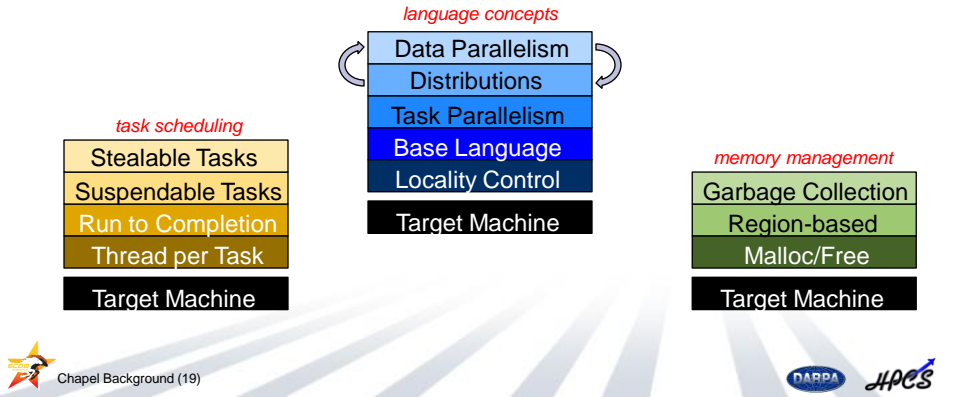 language concepts
Data Parallelism
Distributions
Task Parallelism
Base Language
Locality Control
Target Machine
task scheduling
Stealable Tasks
Suspendable Tasks
Run to Completion
Thread per Task
Target Machine
memory management
Garbage Collection
Region-based
Malloc/Free
Target Machine
Chapel Background (19)
DARPA
HPCS